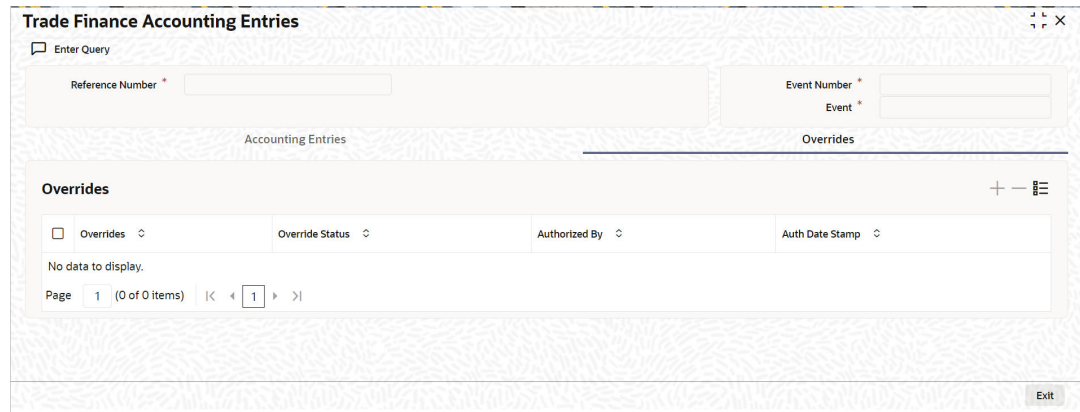 Trade Finance Accounting Entries
Enter Query
Reference Number *
Event Number *
Event *
Accounting Entries Overrides
Overrides
Overrides Override Status Authorized By Auth Date Stamp
No data to display.
Page 1 (0 of 0 items) 1
Exit